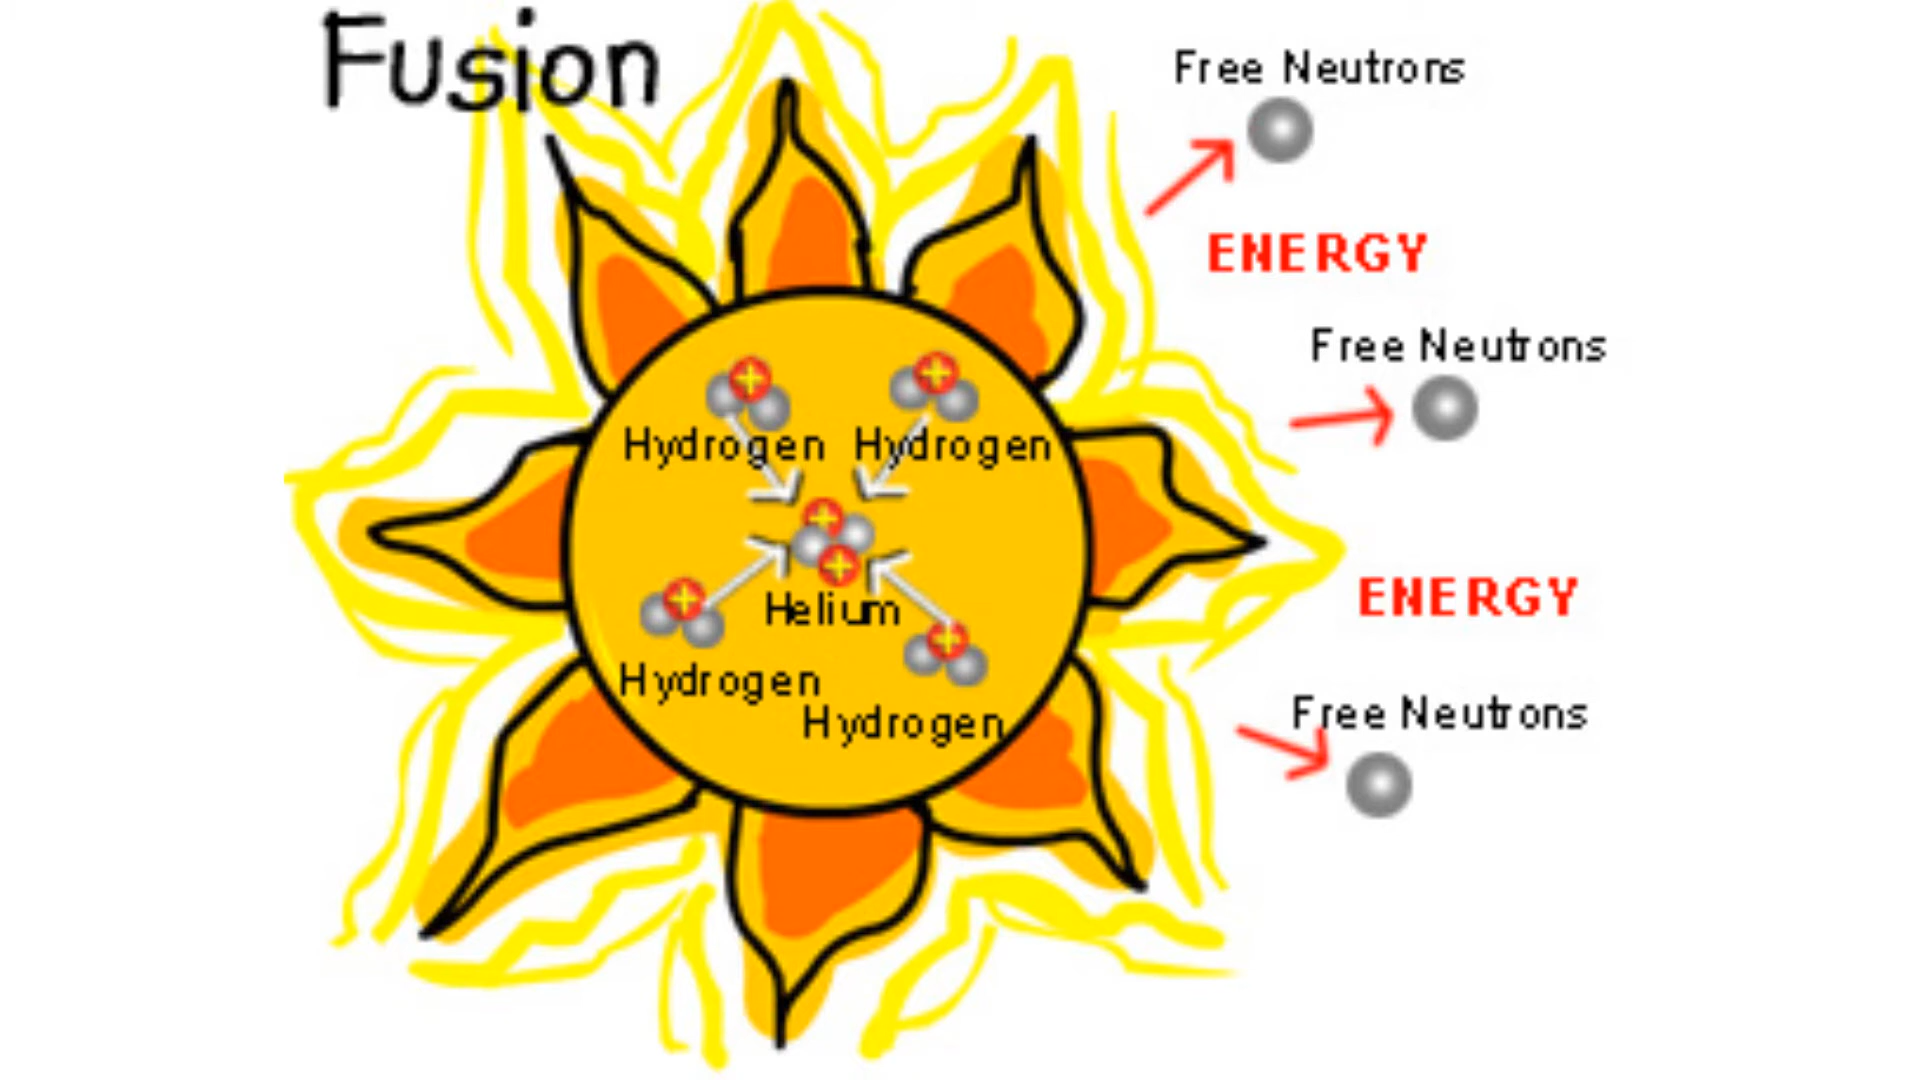 Fusion
Free Neutrons
ENERGY
Free Neutrons
Hydrogen Hydrogen
ENERGY
Helium
Hydrogen
Hydrogen
Free Neutrons